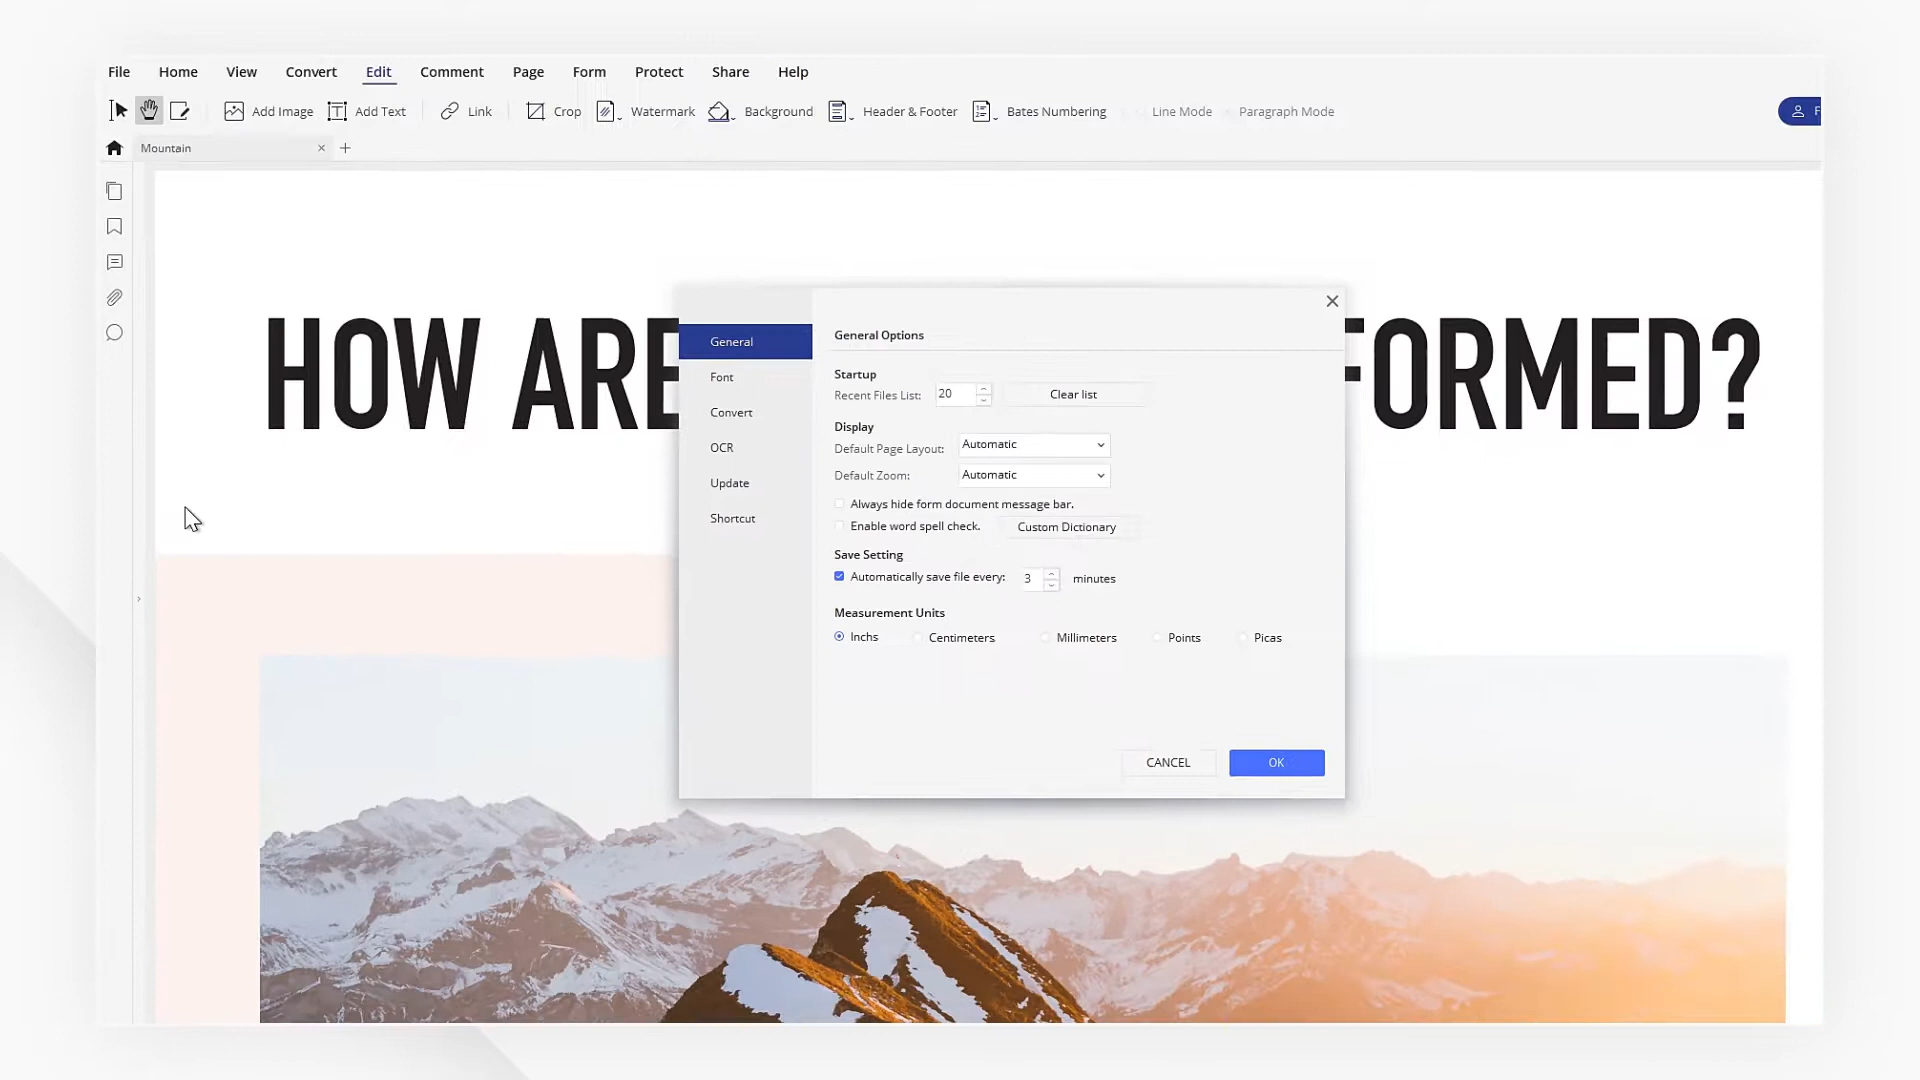 File Home View Convert Edit Comment Page Form Protect Share Help
Add Image Add Text Link Crop Watermark Background Header & Footer Bates Numbering Line Mode Paragraph Mode
Mountain
HOW ARE FORMED?
General
Font
Convert
OCR
Update
Shortcut
General Options
Startup
Recent Files List: 20 Clear list
Display
Default Page Layout: Automatic
Default Zoom: Automatic
Always hide form document message bar.
Enable word spell check. Custom Dictionary
Save Setting
Automatically save file every: 3 minutes
Measurement Units
Inchs Centimeters Millimeters Points Picas
CANCEL OK